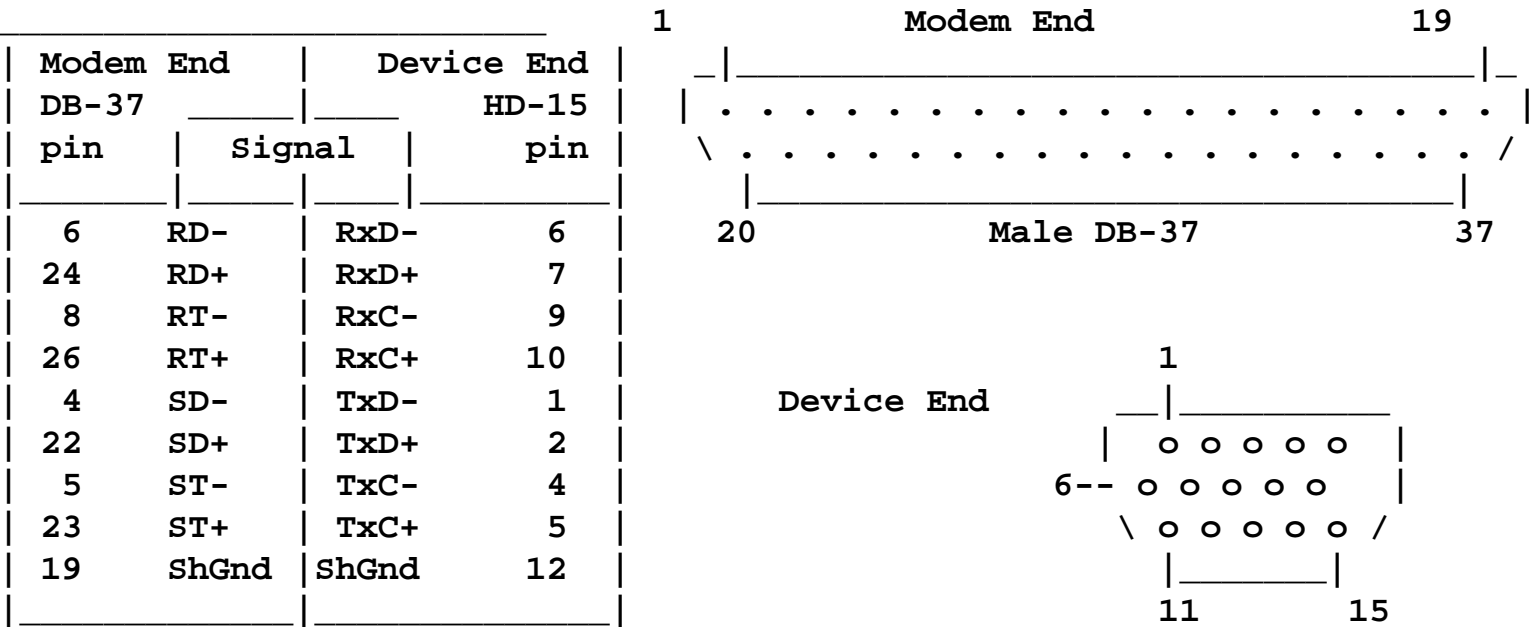 Modem End Device End
DB-37 HD-15
pin Signal pin
6 RD- RxD- 6
24 RD+ RxD+ 7
8 RT- RxC- 9
26 RT+ RxC+ 10
4 SD- TxD- 1
22 SD+ TxD+ 2
5 ST- TxC- 4
23 ST+ TxC+ 5
19 ShGnd ShGnd 12
1 Modem End 19
20 Male DB-37 37
1
Device End
6--
11 15